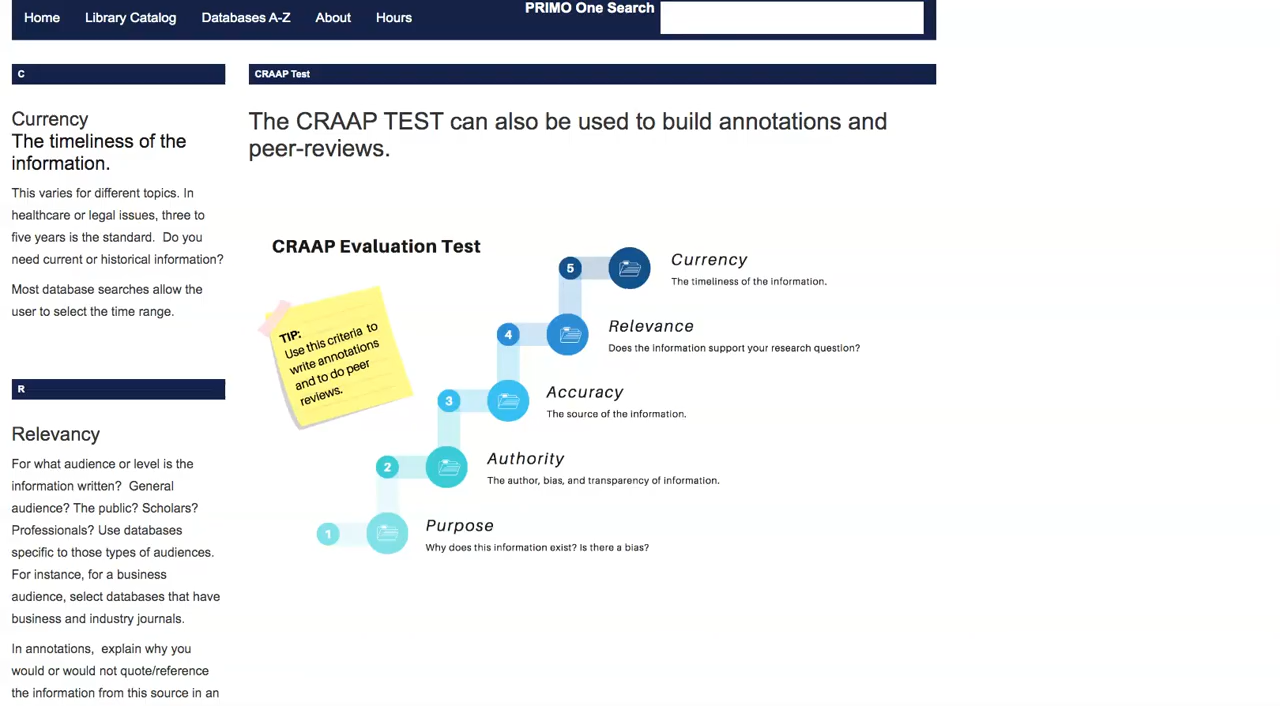 Home Library Catalog Databases A-Z About Hours PRIMO One Search
C
Currency
The timeliness of the
information.
This varies for different topics. In
healthcare or legal issues, three to
five years is the standard.  Do you
need current or historical information?
Most database searches allow the
user to select the time range.
R
Relevancy
For what audience or level is the
information written?  General
audience? The public? Scholars?
Professionals? Use databases
specific to those types of audiences.
For instance, for a business
audience, select databases that have
business and industry journals.
In annotations,  explain why you
would or would not quote/reference
the information from this source in an
CRAAP Test
The CRAAP TEST can also be used to build annotations and
peer-reviews.
CRAAP Evaluation Test
TIP:
Use this criteria to
write annotations
and to do peer
reviews.
5 Currency
The timeliness of the information.
4 Relevance
Does the information support your research question?
3 Accuracy
The source of the information.
2 Authority
The author, bias, and transparency of information.
1 Purpose
Why does this information exist? Is there a bias?